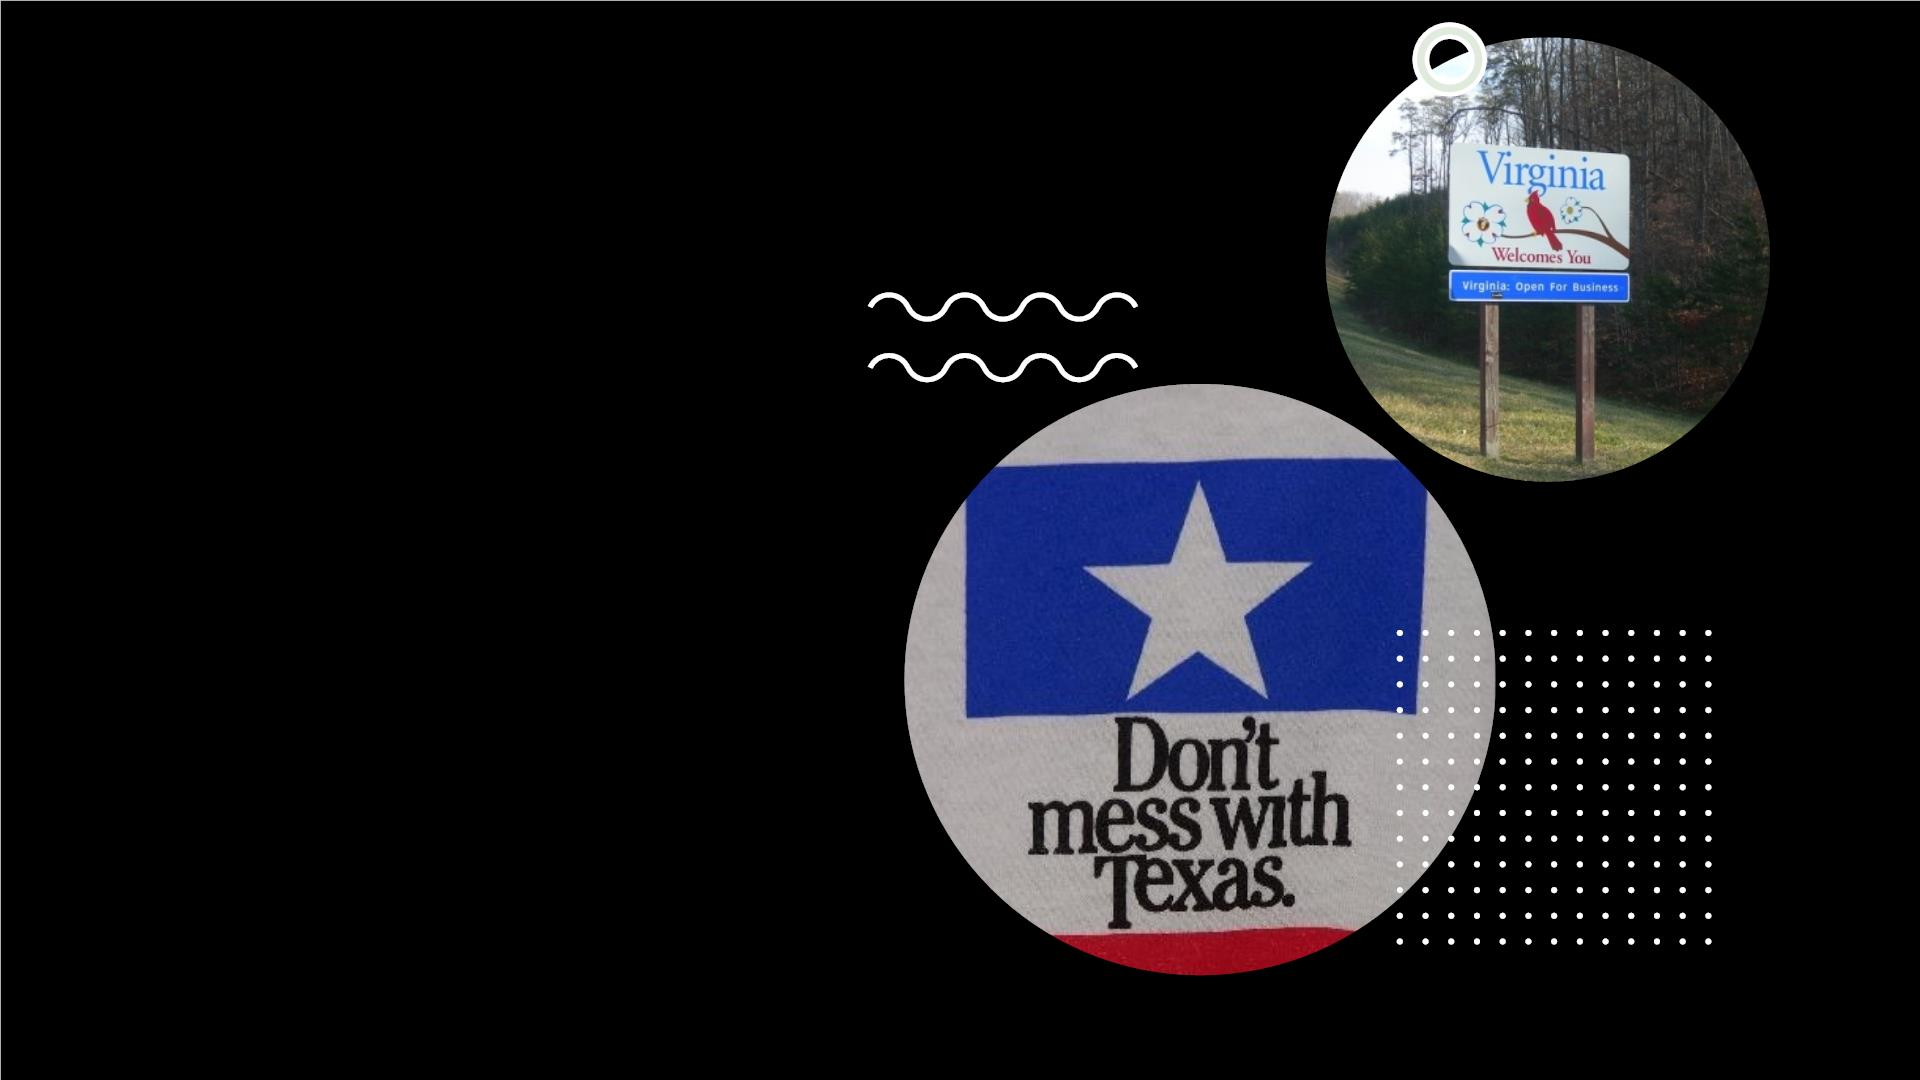 Virginia
Welcomes You
Virginia: Open For Business
Don't
mess with
Texas.